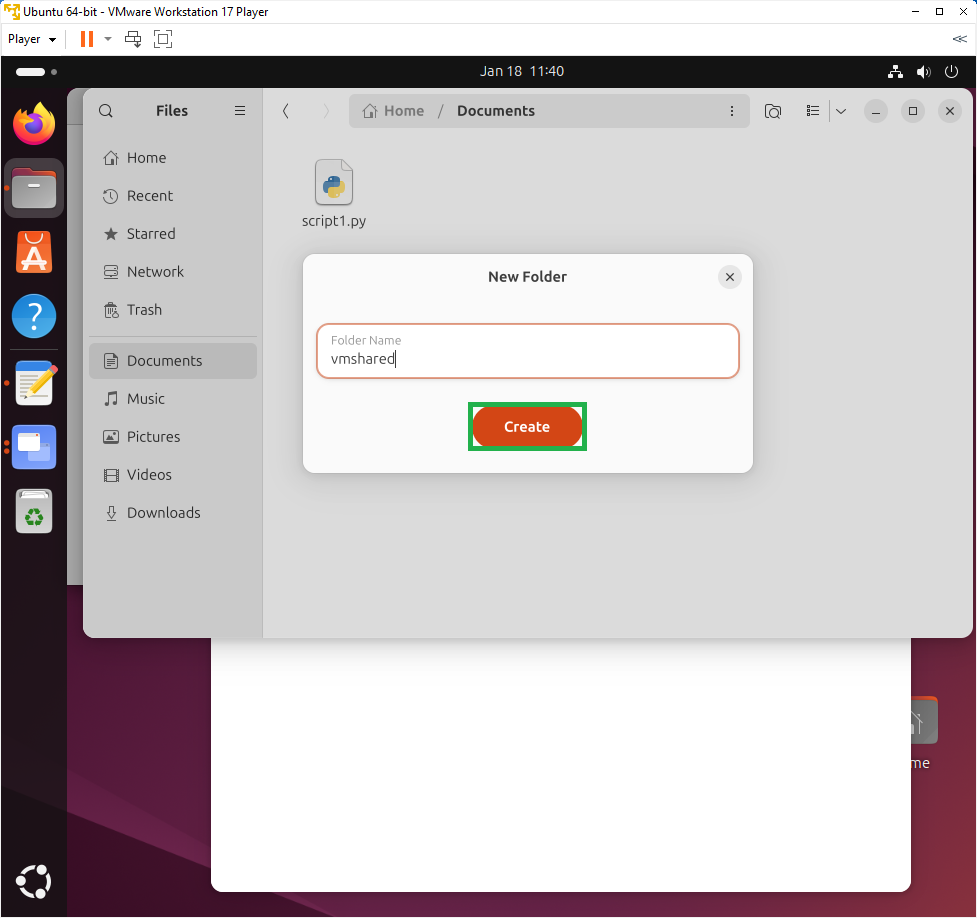 Ubuntu 64-bit - VMware Workstation 17 Player
Player
Jan 18 11:40
Files
Home / Documents
Home
Recent
Starred
Network
Trash
Documents
Music
Pictures
Videos
Downloads
script1.py
New Folder
Folder Name
vmshared
Create
me